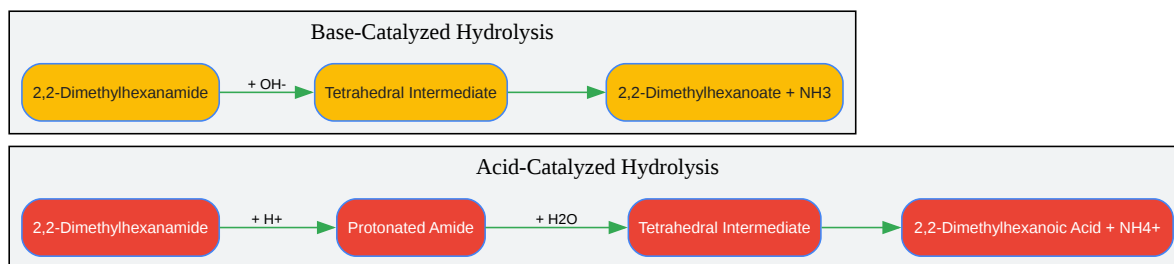 Base-Catalyzed Hydrolysis
2,2-Dimethylhexanamide
+ OH-
Tetrahedral Intermediate
2,2-Dimethylhexanoate + NH3
Acid-Catalyzed Hydrolysis
2,2-Dimethylhexanamide
+ H+
Protonated Amide
+ H2O
Tetrahedral Intermediate
2,2-Dimethylhexanoic Acid + NH4+